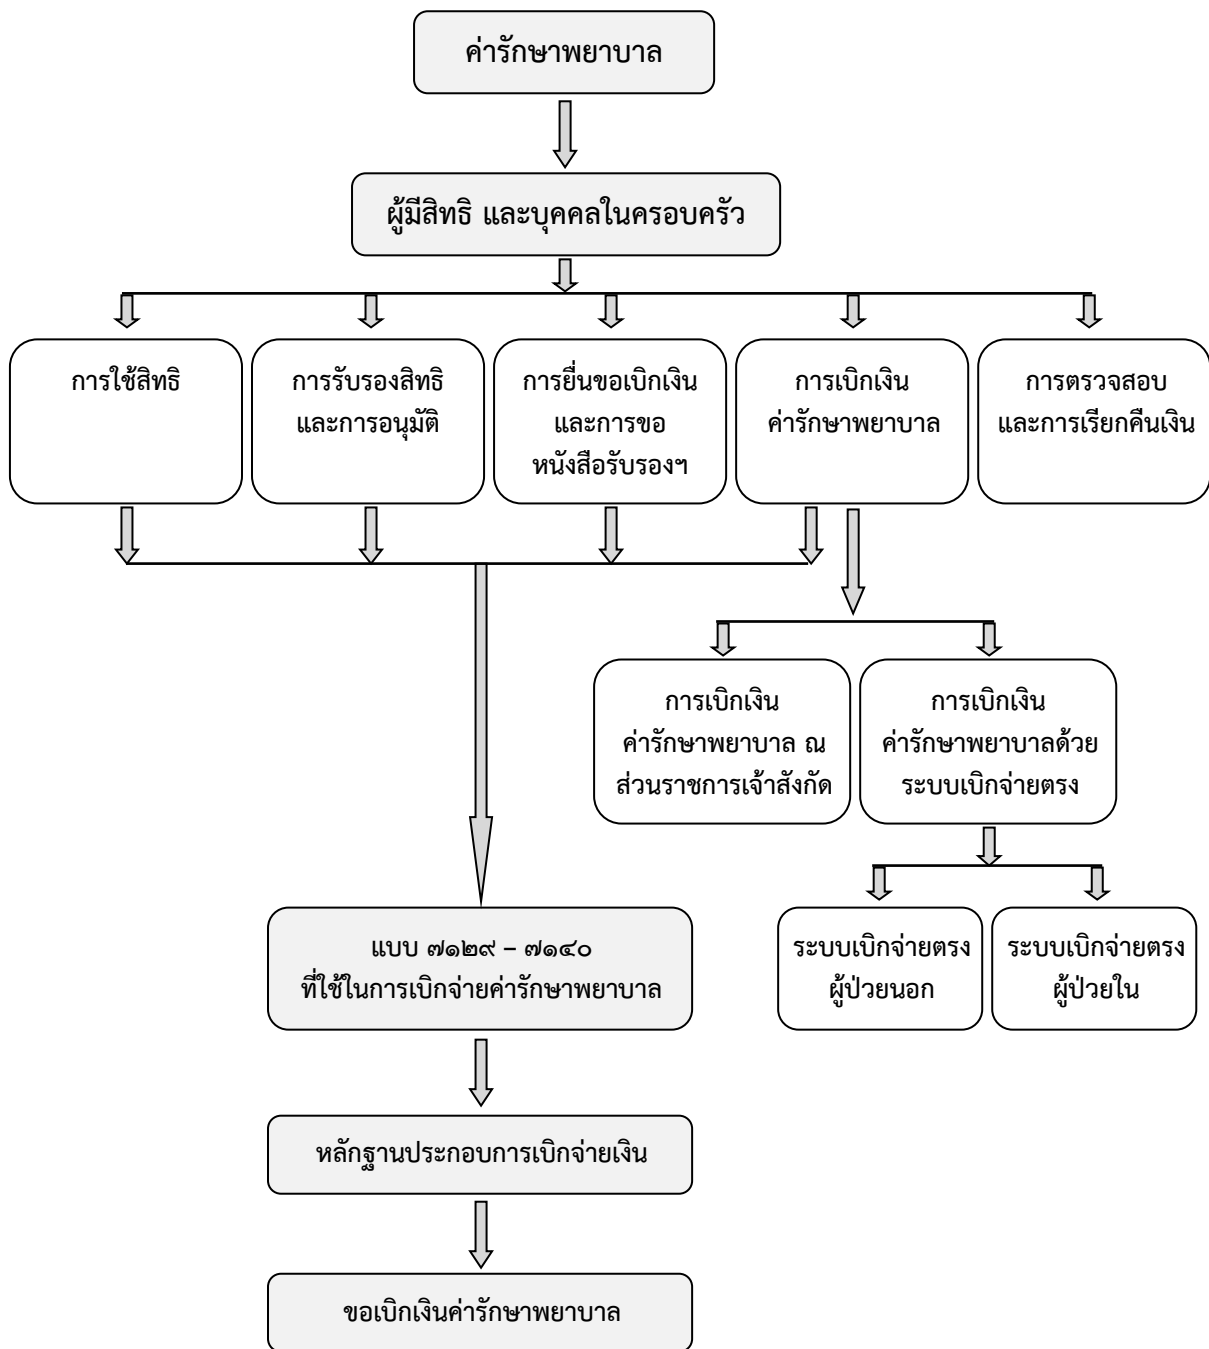 ค่ารักษาพยาบาล
ผู้มีสิทธิ และบุคคลในครอบครัว
การใช้สิทธิ
การรับรองสิทธิ
และการอนุมัติ
การยื่นขอเบิกเงิน
และการขอ
หนังสือรับรองฯ
การเบิกเงิน
ค่ารักษาพยาบาล
การตรวจสอบ
และการเรียกคืนเงิน
การเบิกเงิน
ค่ารักษาพยาบาล ณ
ส่วนราชการเจ้าสังกัด
การเบิกเงิน
ค่ารักษาพยาบาลด้วย
ระบบเบิกจ่ายตรง
แบบ ๗๑๒๙ – ๗๑๔๐
ที่ใช้ในการเบิกจ่ายค่ารักษาพยาบาล
ระบบเบิกจ่ายตรง
ผู้ป่วยนอก
ระบบเบิกจ่ายตรง
ผู้ป่วยใน
หลักฐานประกอบการเบิกจ่ายเงิน
ขอเบิกเงินค่ารักษาพยาบาล